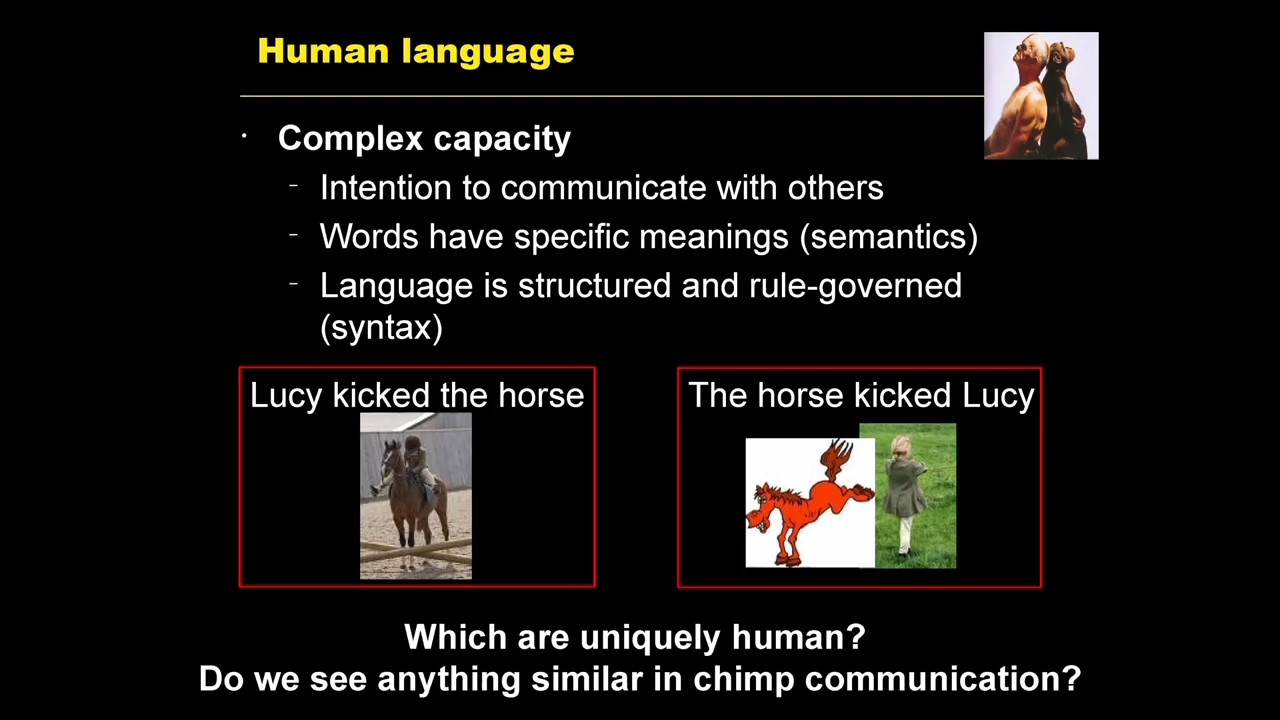 Human language
· Complex capacity
- Intention to communicate with others
- Words have specific meanings (semantics)
- Language is structured and rule-governed
(syntax)
Lucy kicked the horse
The horse kicked Lucy
Which are uniquely human?
Do we see anything similar in chimp communication?